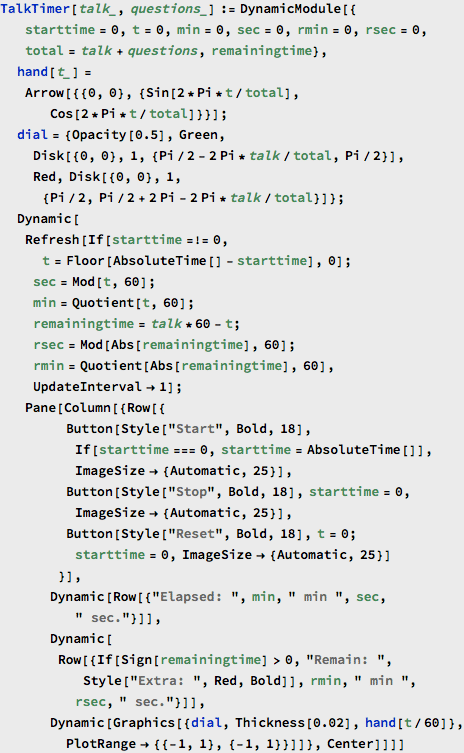 TalkTimer[talk_, questions_] := DynamicModule[{
starttime = 0, t = 0, min = 0, sec = 0, rmin = 0, rsec = 0,
total = talk + questions, remainingtime},
hand[t_] =
Arrow[{{0, 0}, {Sin[2 * Pi * t / total],
Cos[2 * Pi * t / total]}}];
dial = {Opacity[0.5], Green,
Disk[{0, 0}, 1, {Pi / 2 - 2 Pi * talk / total, Pi / 2}],
Red, Disk[{0, 0}, 1,
{Pi / 2, Pi / 2 + 2 Pi - 2 Pi * talk / total}]};
Dynamic[
Refresh[If[starttime =!= 0,
t = Floor[AbsoluteTime[] - starttime], 0];
sec = Mod[t, 60];
min = Quotient[t, 60];
remainingtime = talk * 60 - t;
rsec = Mod[Abs[remainingtime], 60];
rmin = Quotient[Abs[remainingtime], 60],
UpdateInterval → 1];
Pane[Column[{Row[{
Button[Style["Start", Bold, 18],
If[starttime === 0, starttime = AbsoluteTime[]],
ImageSize → {Automatic, 25}],
Button[Style["Stop", Bold, 18], starttime = 0,
ImageSize → {Automatic, 25}],
Button[Style["Reset", Bold, 18], t = 0;
starttime = 0, ImageSize → {Automatic, 25}]
}],
Dynamic[Row[{"Elapsed: ", min, " min ", sec,
" sec."}]],
Dynamic[
Row[{If[Sign[remainingtime] > 0, "Remain: ",
Style["Extra: ", Red, Bold]], rmin, " min ",
rsec, " sec."}]],
Dynamic[Graphics[{dial, Thickness[0.02], hand[t / 60]},
PlotRange → {{-1, 1}, {-1, 1}}]]}, Center]]]]